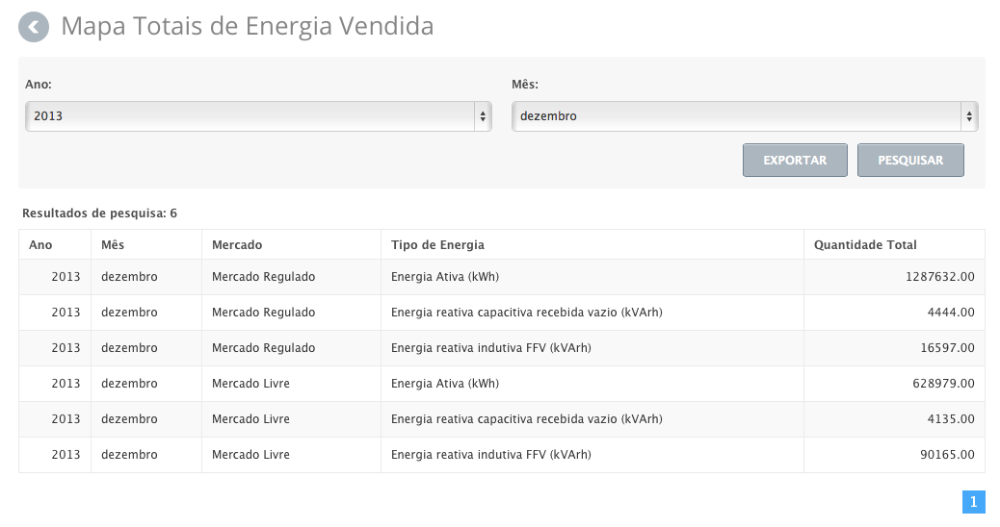 Mapa Totais de Energia Vendida
Ano: Mês:
2013 dezembro
EXPORTAR PESQUISAR
Resultados de pesquisa: 6
Ano Mês Mercado Tipo de Energia Quantidade Total
2013 dezembro Mercado Regulado Energia Ativa (kWh) 1287632.00
2013 dezembro Mercado Regulado Energia reativa capacitiva recebida vazio (kVArh) 4444.00
2013 dezembro Mercado Regulado Energia reativa indutiva FFV (kVArh) 16597.00
2013 dezembro Mercado Livre Energia Ativa (kWh) 628979.00
2013 dezembro Mercado Livre Energia reativa capacitiva recebida vazio (kVArh) 4135.00
2013 dezembro Mercado Livre Energia reativa indutiva FFV (kVArh) 90165.00
1